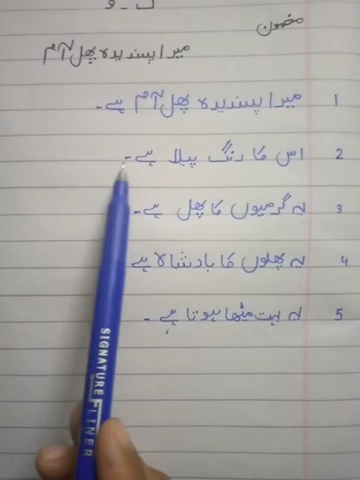 مضمون
میرا پسندیدہ پھل آم
1 میرا پسندیدہ پھل آم ہے۔
2 اس کا رنگ پیلا ہے۔
3 یہ گرمیوں کا پھل ہے۔
4 یہ پھلوں کا بادشاہ ہے
5 یہ بہت میٹھا ہوتا ہے۔
SIGNATURE FLINER